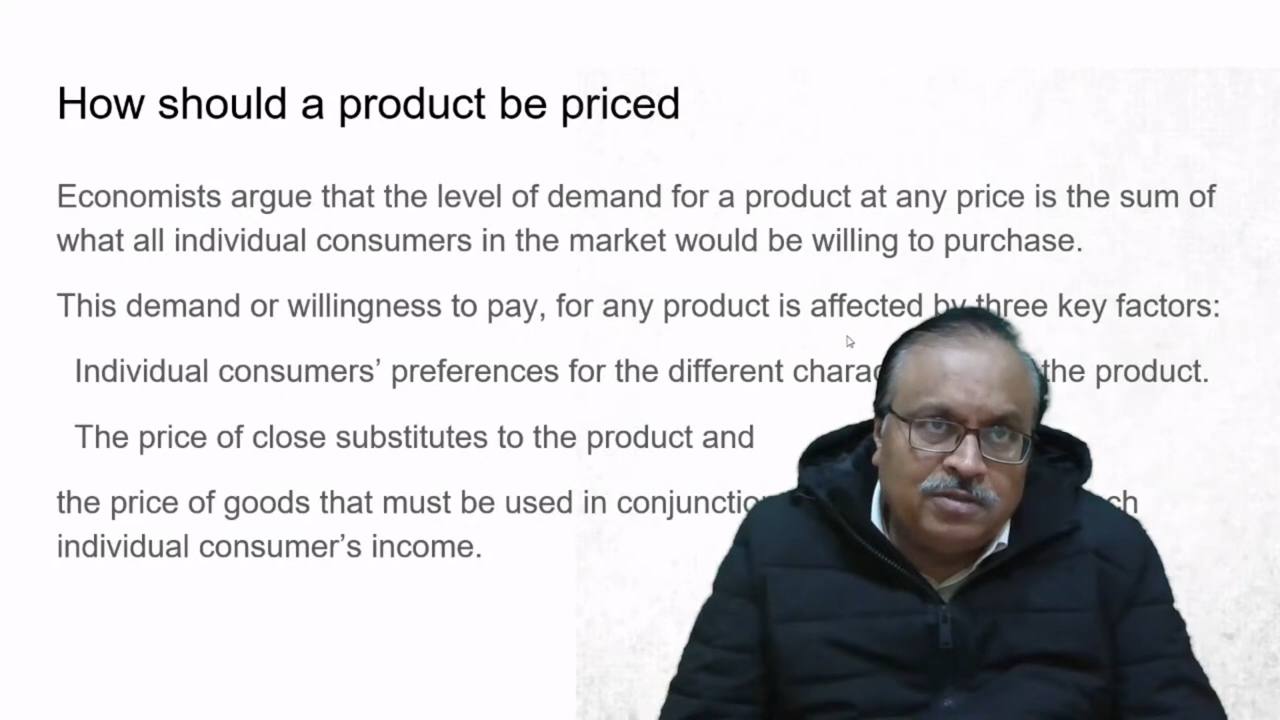 How should a product be priced
Economists argue that the level of demand for a product at any price is the sum of
what all individual consumers in the market would be willing to purchase.
This demand or willingness to pay, for any product is affected by three key factors:
Individual consumers’ preferences for the different the product.
The price of close substitutes to the product and
the price of goods that must be used in
individual consumer’s income.